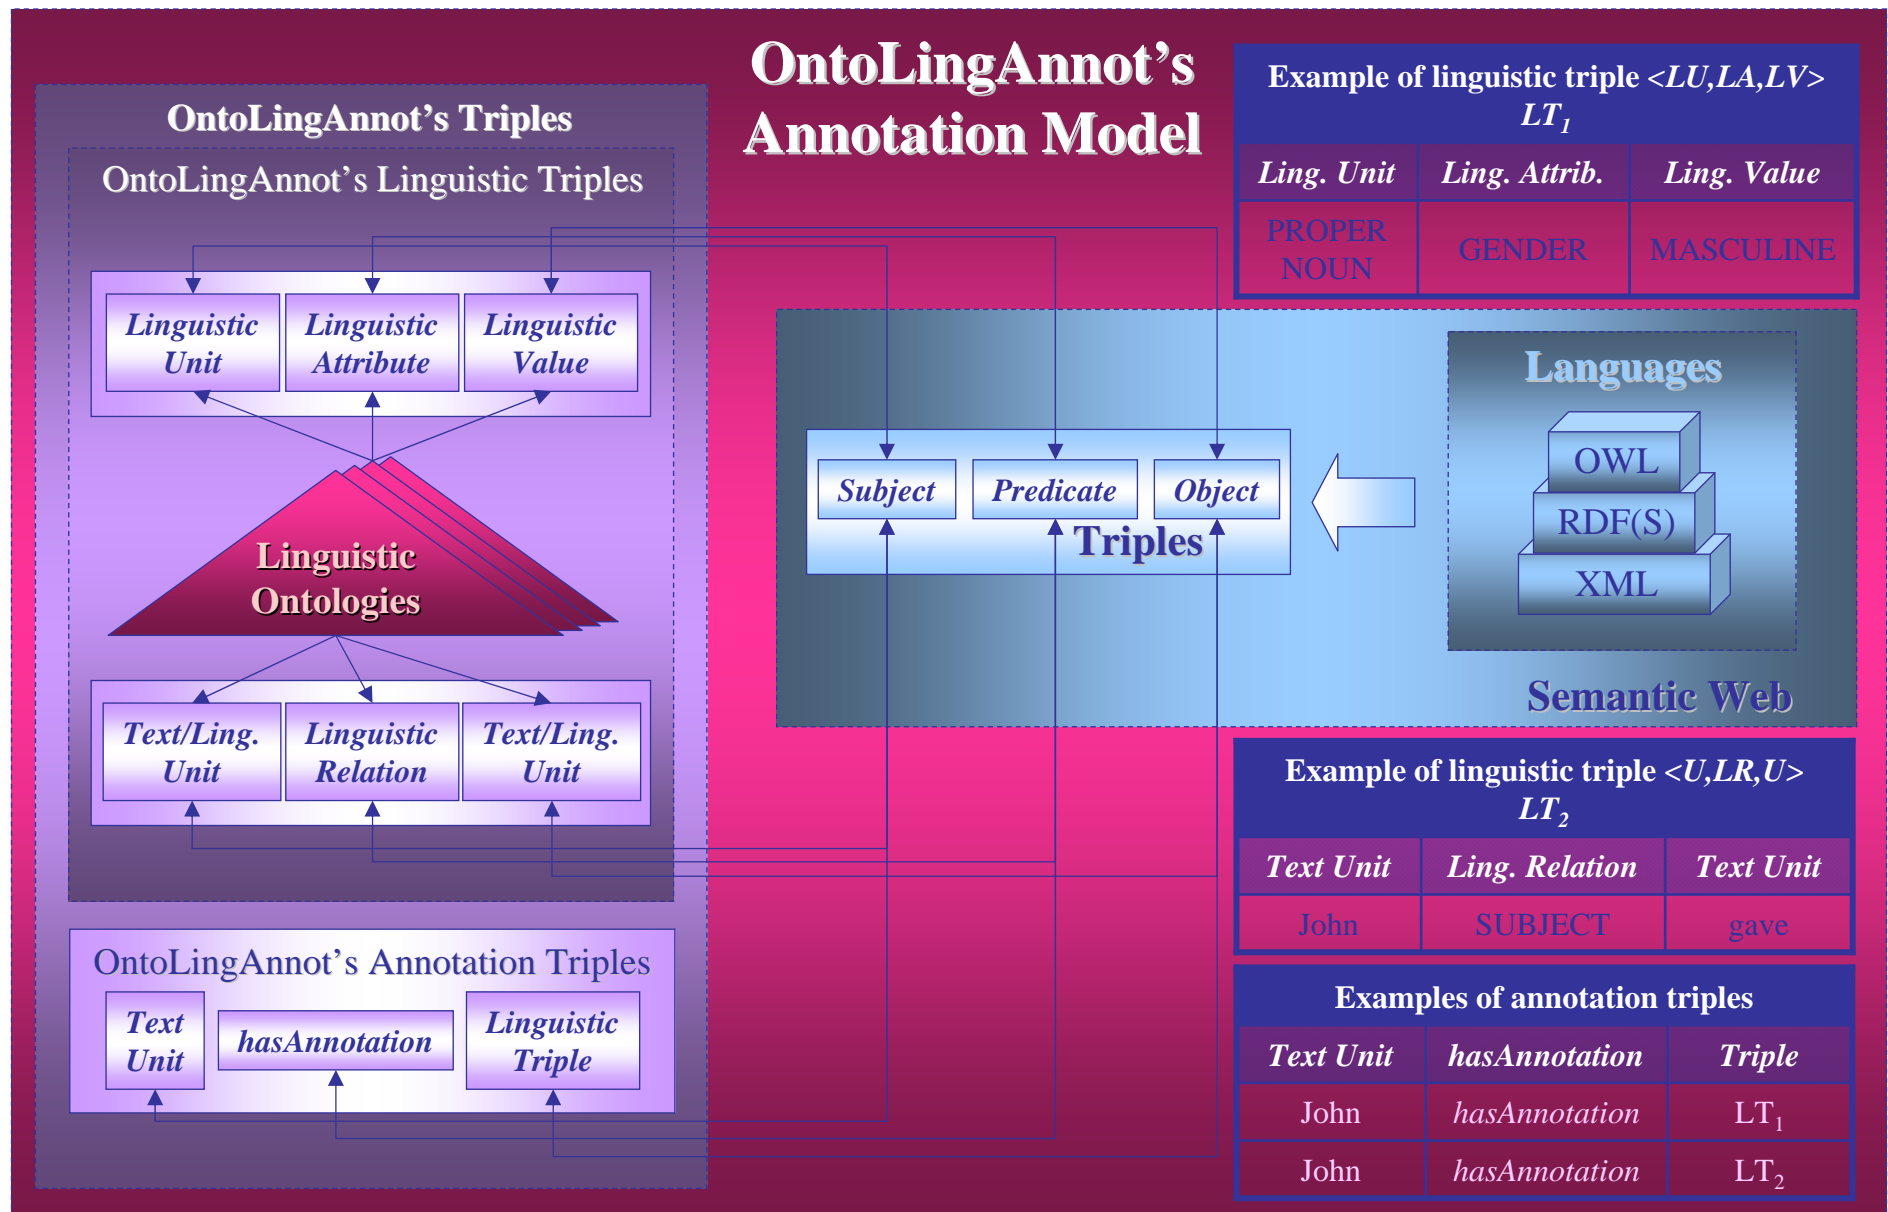 OntoLingAnnot’s
Annotation Model
OntoLingAnnot’s Triples
OntoLingAnnot’s Linguistic Triples
Linguistic
Unit
Linguistic
Attribute
Linguistic
Value
Linguistic
Ontologies
Text/Ling.
Unit
Linguistic
Relation
Text/Ling.
Unit
OntoLingAnnot’s Annotation Triples
Text
Unit
hasAnnotation
Linguistic
Triple
Example of linguistic triple <LU,LA,LV>
LT1
Ling. Unit Ling. Attrib. Ling. Value
PROPER
NOUN
GENDER
MASCULINE
Subject
Predicate
Object
Triples
Languages
OWL
RDF(S)
XML
Semantic Web
Example of linguistic triple <U,LR,U>
LT2
Text Unit Ling. Relation Text Unit
John SUBJECT gave
Examples of annotation triples
Text Unit hasAnnotation Triple
John hasAnnotation LT1
John hasAnnotation LT2